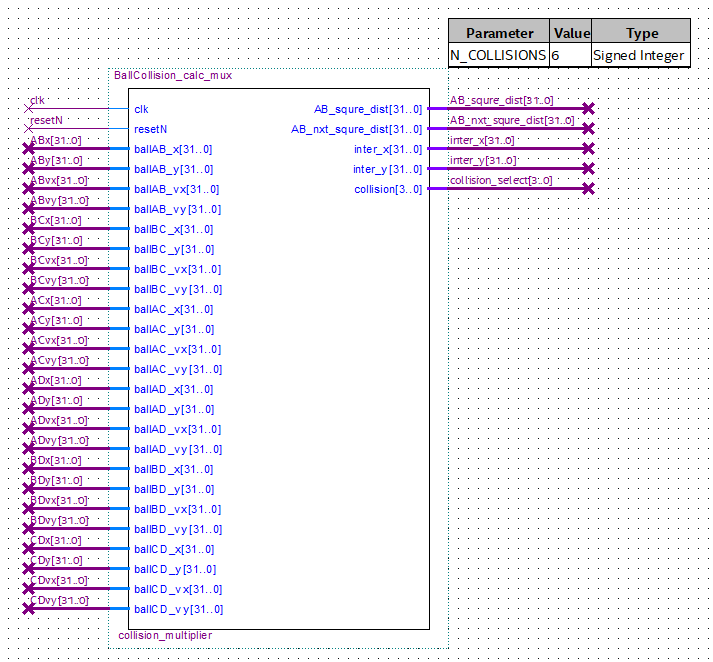 Parameter Value Type
N_COLLISIONS 6 Signed Integer
BallCollision_calc_mux
clk clk AB_squre_dist[31..0] AB_squre_dist[31..0]
resetN resetN AB_nxt_squre_dist[31..0] AB_nxt_squre_dist[31..0]
ABx[31..0] ballAB_x[31..0] inter_x[31..0] inter_x[31..0]
ABy[31..0] ballAB_y[31..0] inter_y[31..0] inter_y[31..0]
ABvx[31..0] ballAB_vx[31..0] collision[3..0] collision_select[3..0]
ABvy[31..0] ballAB_vy[31..0]
BCx[31..0] ballBC_x[31..0]
BCy[31..0] ballBC_y[31..0]
BCvx[31..0] ballBC_vx[31..0]
BCvy[31..0] ballBC_vy[31..0]
ACx[31..0] ballAC_x[31..0]
ACy[31..0] ballAC_y[31..0]
ACvx[31..0] ballAC_vx[31..0]
ACvy[31..0] ballAC_vy[31..0]
ADx[31..0] ballAD_x[31..0]
ADy[31..0] ballAD_y[31..0]
ADvx[31..0] ballAD_vx[31..0]
ADvy[31..0] ballAD_vy[31..0]
BDx[31..0] ballBD_x[31..0]
BDy[31..0] ballBD_y[31..0]
BDvx[31..0] ballBD_vx[31..0]
BDvy[31..0] ballBD_vy[31..0]
CDx[31..0] ballCD_x[31..0]
CDy[31..0] ballCD_y[31..0]
CDvx[31..0] ballCD_vx[31..0]
CDvy[31..0] ballCD_vy[31..0]
collision_multiplier